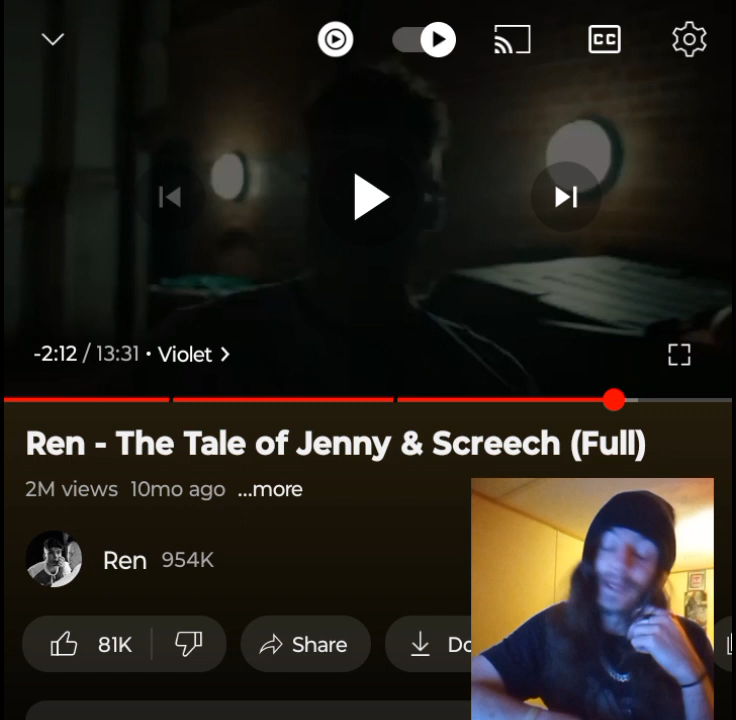 CC
-2:12 / 13:31 • Violet >
Ren - The Tale of Jenny & Screech (Full)
2M views 10mo ago ...more
Ren 954K
81K Share Do